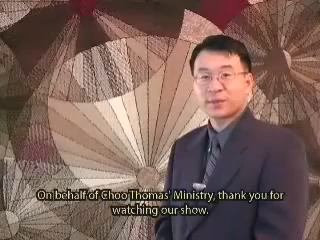 On behalf of Choo Thomas' Ministry, thank you for
watching our show.